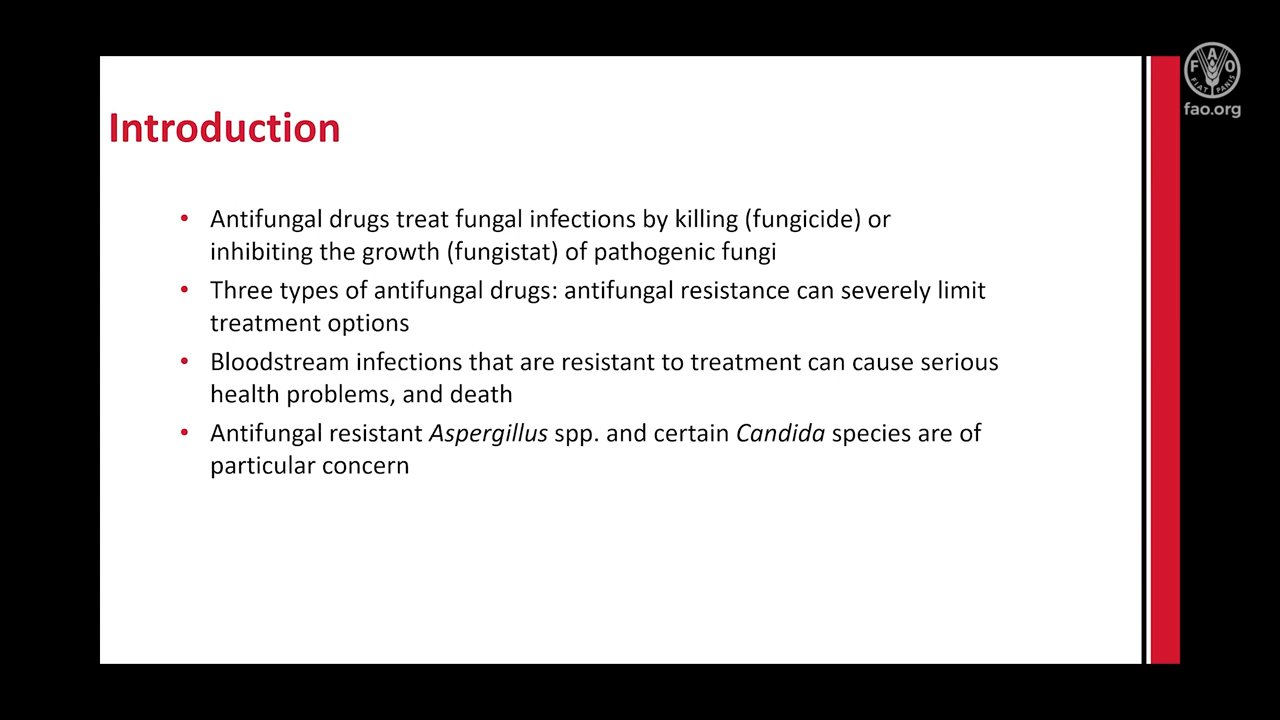 Introduction
• Antifungal drugs treat fungal infections by killing (fungicide) or
inhibiting the growth (fungistat) of pathogenic fungi
• Three types of antifungal drugs: antifungal resistance can severely limit
treatment options
• Bloodstream infections that are resistant to treatment can cause serious
health problems, and death
• Antifungal resistant Aspergillus spp. and certain Candida species are of
particular concern
F A O
FIAT PANIS
fao.org